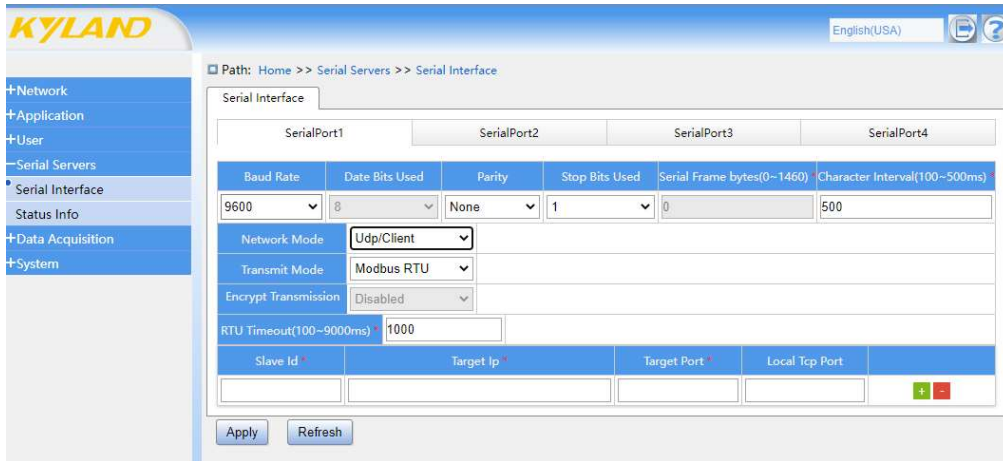 KYLAND
English(USA)
Path: Home >> Serial Servers >> Serial Interface
+Network
+Application
+User
−Serial Servers
Serial Interface
Status Info
+Data Acquisition
+System
Serial Interface
SerialPort1 SerialPort2 SerialPort3 SerialPort4
Baud Rate Date Bits Used Parity Stop Bits Used Serial Frame bytes(0~1460) * Character Interval(100~500ms) *
9600 8 None 1 0 500
Network Mode Udp/Client
Transmit Mode Modbus RTU
Encrypt Transmission Disabled
RTU Timeout(100~9000ms) * 1000
Slave Id * Target Ip * Target Port * Local Tcp Port
+ -
Apply Refresh